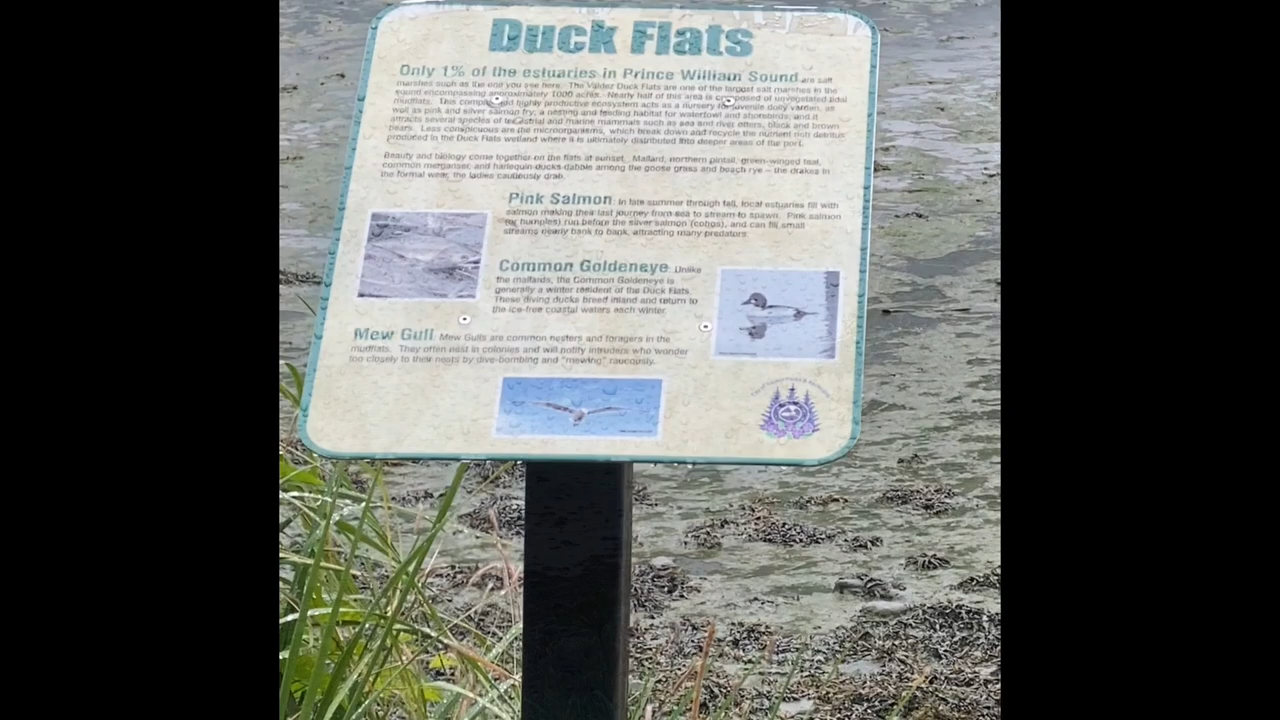 Duck Flats
Only 1% of the estuaries in Prince William Sound are salt
marshes such as the one you see here. The Valdez Duck Flats are one of the largest salt marshes in the
sound encompassing approximately 1000 acres. Nearly half of this area is composed of unvegetated tidal
mudflats. This complex and highly productive ecosystem acts as a nursery for juvenile dolly varden, as
well as pink and silver salmon fry, a nesting and feeding habitat for waterfowl and shorebirds, and it
attracts several species of terrestrial and marine mammals such as sea and river otters, black and brown
bears. Less conspicuous are the microorganisms, which break down and recycle the nutrient rich detritus
produced in the Duck Flats wetland where it is ultimately distributed into deeper areas of the port.
Beauty and biology come together on the flats at sunset. Mallard, northern pintail, green-winged teal,
common merganser, and harlequin ducks dabble among the goose grass and beach rye – the drakes in
the formal wear, the ladies cautiously drab.
Pink Salmon In late summer through fall, local estuaries fill with
salmon making their last journey from sea to stream to spawn. Pink salmon
(or humpies) run before the silver salmon (cohos), and can fill small
streams nearly bank to bank, attracting many predators.
Common Goldeneye Unlike
the mallards, the Common Goldeneye is
generally a winter resident of the Duck Flats.
These diving ducks breed inland and return to
the ice-free coastal waters each winter.
Mew Gull Mew Gulls are common nesters and foragers in the
mudflats. They often nest in colonies and will notify intruders who wander
too closely to their nests by dive-bombing and "mewing" raucously.